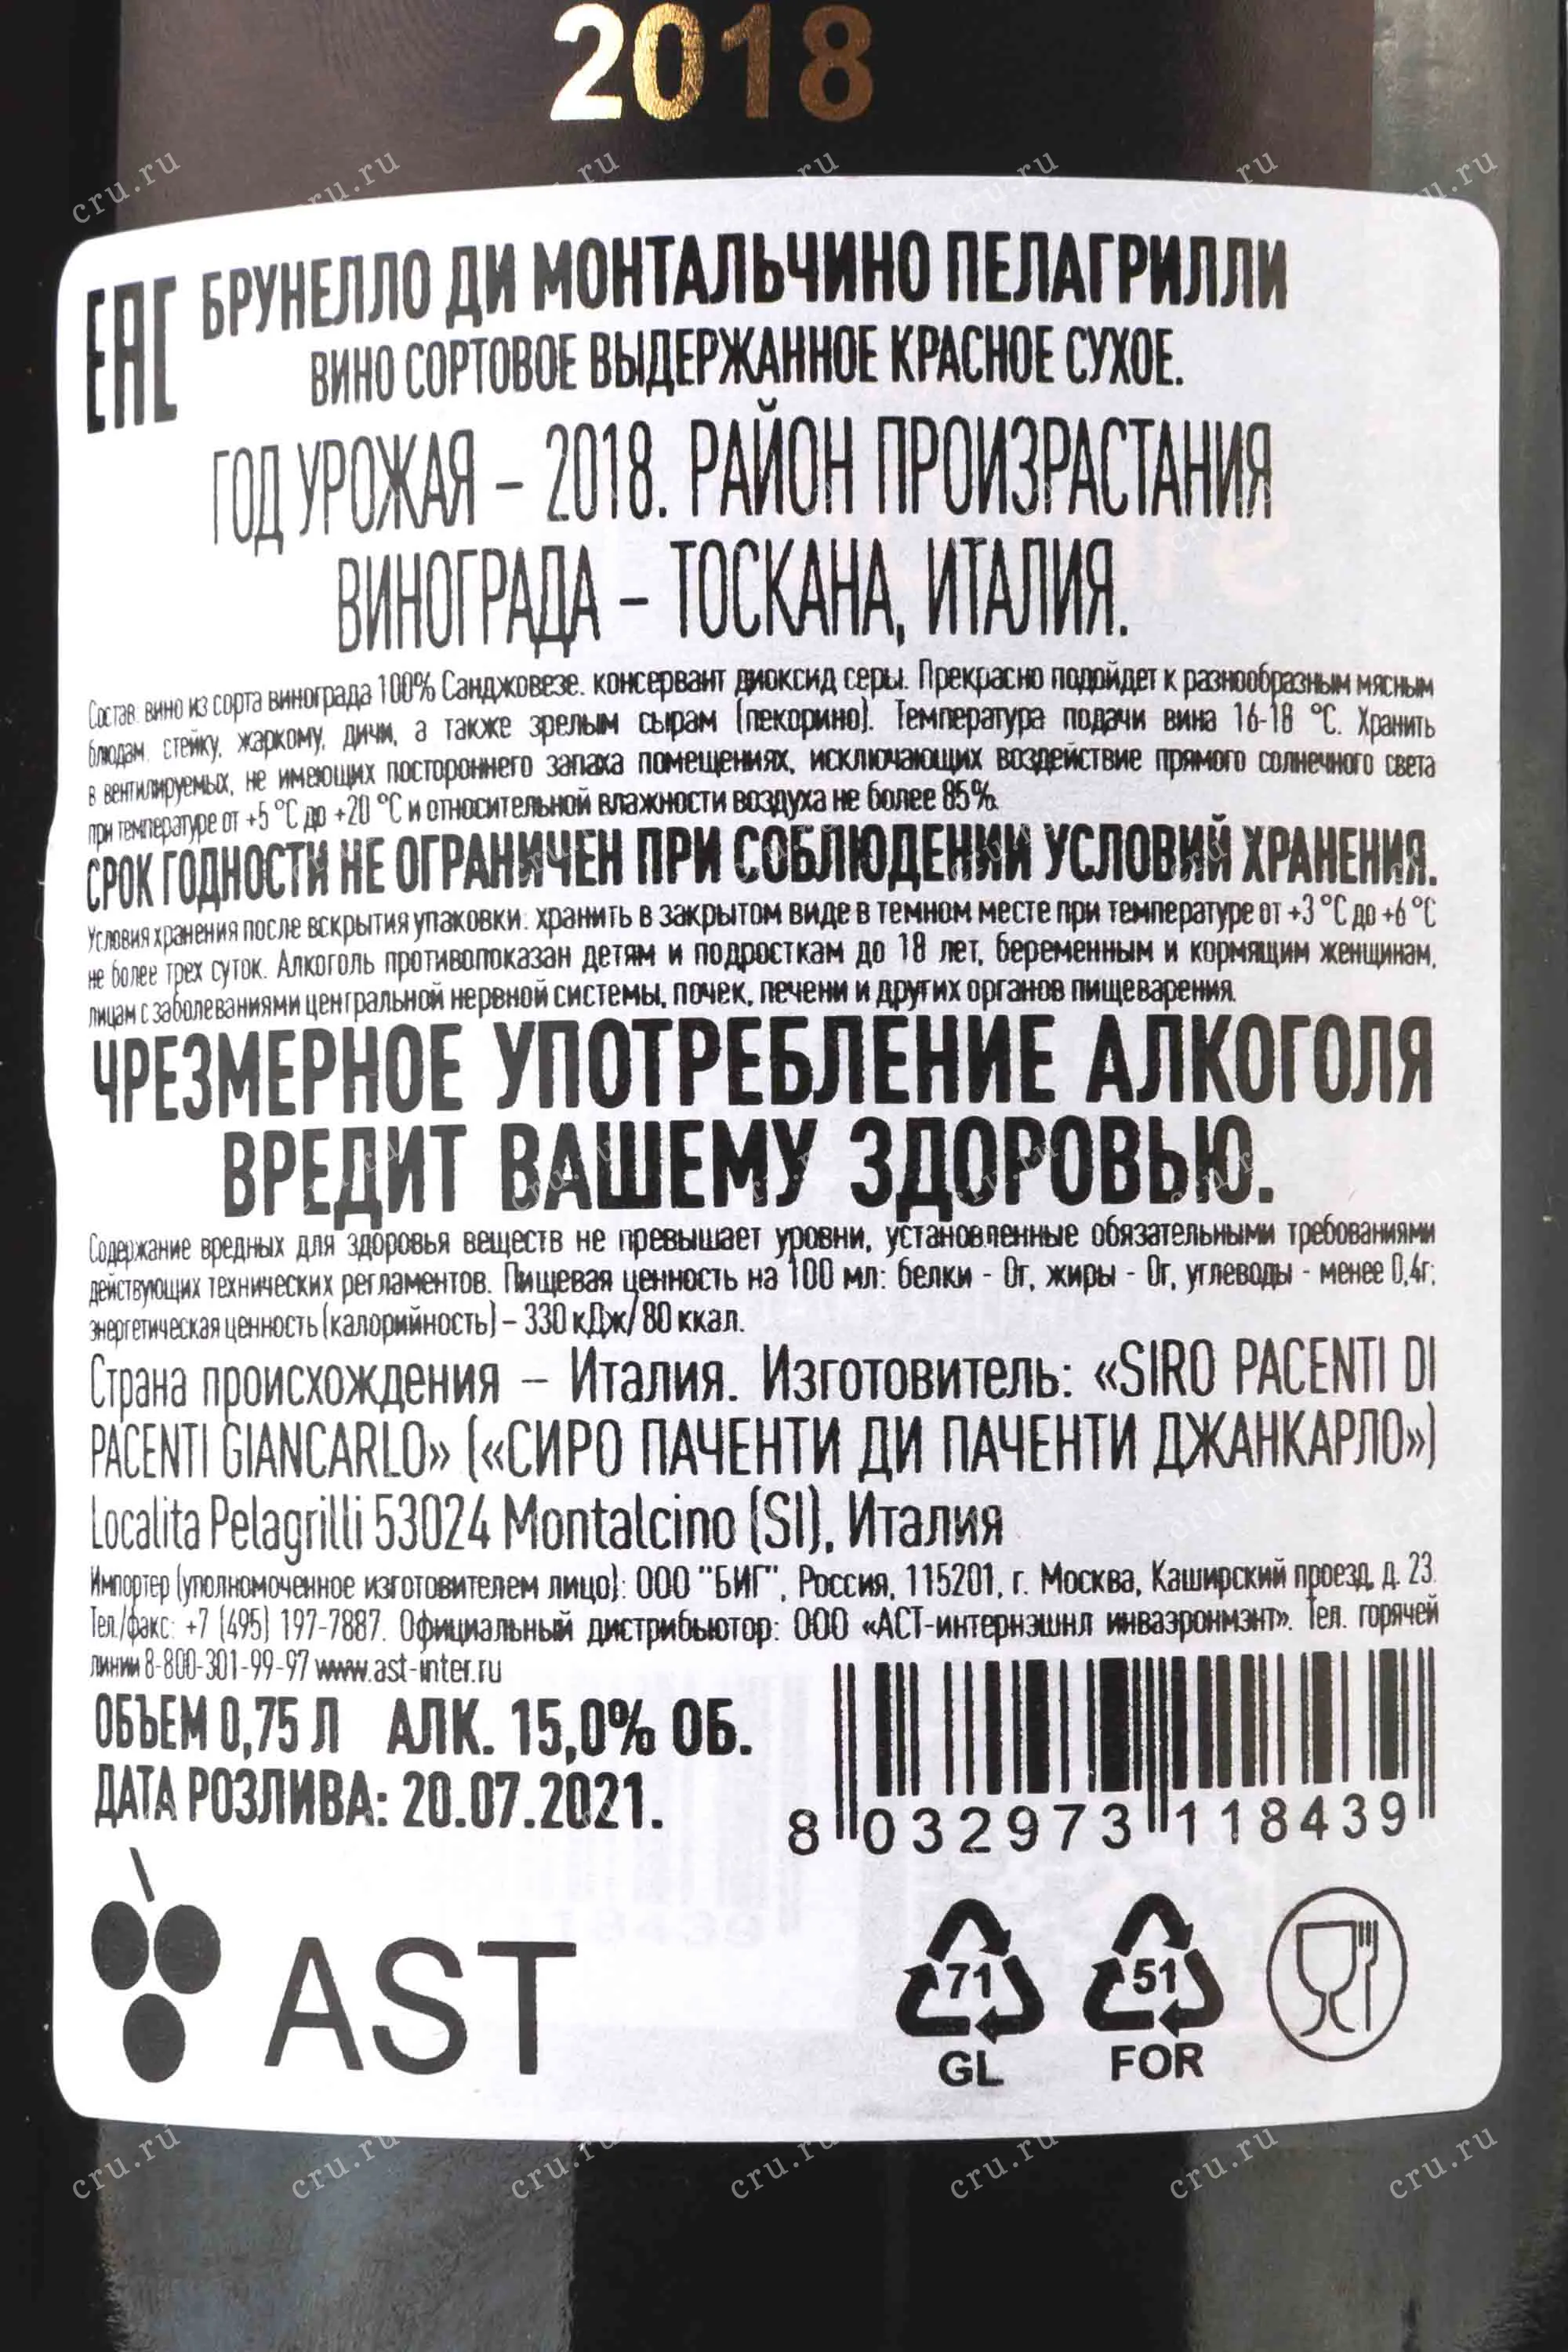 2018
ЕАС
БРУНЕЛЛО ДИ МОНТАЛЬЧИНО ПЕЛАГРИЛЛИ
ВИНО СОРТОВОЕ ВЫДЕРЖАННОЕ КРАСНОЕ СУХОЕ.
ГОД УРОЖАЯ – 2018. РАЙОН ПРОИЗРАСТАНИЯ
ВИНОГРАДА – ТОСКАНА, ИТАЛИЯ.
Состав: вино из сорта винограда 100% Санджовезе. консервант диоксид серы. Прекрасно подойдет к разнообразным мясным
блюдам: стейку, жаркому, дичи, а также зрелым сырам (пекорино). Температура подачи вина 16-18 °С. Хранить
в вентилируемых, не имеющих постороннего запаха помещениях, исключающих воздействие прямого солнечного света
при температуре от +5 °С до +20 °С и относительной влажности воздуха не более 85%.
СРОК ГОДНОСТИ НЕ ОГРАНИЧЕН ПРИ СОБЛЮДЕНИИ УСЛОВИЙ ХРАНЕНИЯ.
Условия хранения после вскрытия упаковки: хранить в закрытом виде в темном месте при температуре от +3 °С до +6 °С
не более трех суток. Алкоголь противопоказан детям и подросткам до 18 лет, беременным и кормящим женщинам,
лицам с заболеваниями центральной нервной системы, почек, печени и других органов пищеварения.
ЧРЕЗМЕРНОЕ УПОТРЕБЛЕНИЕ АЛКОГОЛЯ
ВРЕДИТ ВАШЕМУ ЗДОРОВЬЮ.
Содержание вредных для здоровья веществ не превышает уровни, установленные обязательными требованиями
действующих технических регламентов. Пищевая ценность на 100 мл: белки - 0г, жиры - 0г, углеводы - менее 0,4г;
энергетическая ценность (калорийность) – 330 кДж/ 80 ккал.
Страна происхождения – Италия. Изготовитель: «SIRO PACENTI DI
PACENTI GIANCARLO» («СИРО ПАЧЕНТИ ДИ ПАЧЕНТИ ДЖАНКАРЛО»)
Localita Pelagrilli 53024 Montalcino (SI), Италия
Импортер (уполномоченное изготовителем лицо): ООО "БИГ", Россия, 115201, г. Москва, Каширский проезд, д. 23.
Тел./факс: +7 (495) 197-7887. Официальный дистрибьютор: ООО «АСТ-интернэшнл инваэронмэнт». Тел. горячей
линии 8-800-301-99-97 www.ast-inter.ru
ОБЪЕМ 0,75 Л АЛК. 15,0% ОБ.
ДАТА РОЗЛИВА: 20.07.2021.
8 032973 118439
AST
71
GL
51
FOR
cru.ru